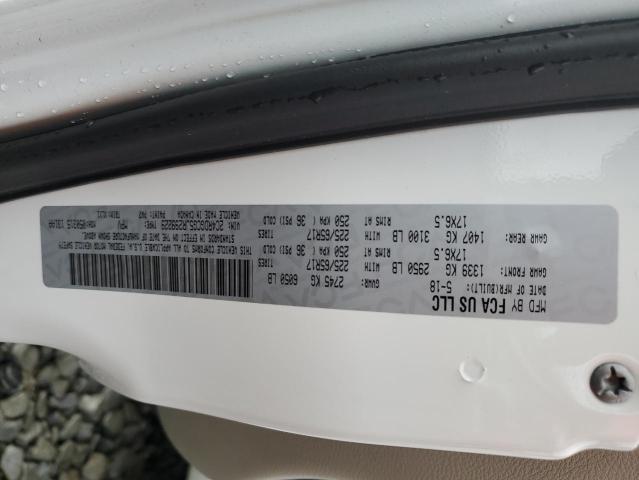 MFD BY FCA US LLC
DATE OF MFR(BUILT): 5-18 GVWR: 2745 KG 6050 LB
GAWR FRONT: 1339 KG 2950 LB WITH TIRES
17X6.5 RIMS AT 225/65R17 250 KPA ( 36 PSI) COLD
GAWR REAR: 1407 KG 3100 LB WITH TIRES
17X6.5 RIMS AT 225/65R17 250 KPA ( 36 PSI) COLD
THIS VEHICLE CONFORMS TO ALL APPLICABLE U.S.A. FEDERAL MOTOR VEHICLE SAFETY
STANDARDS IN EFFECT ON THE DATE OF MANUFACTURE SHOWN ABOVE.
VIN: TYPE: MPV
VEHICLE MADE IN CANADA PAINT: PW7